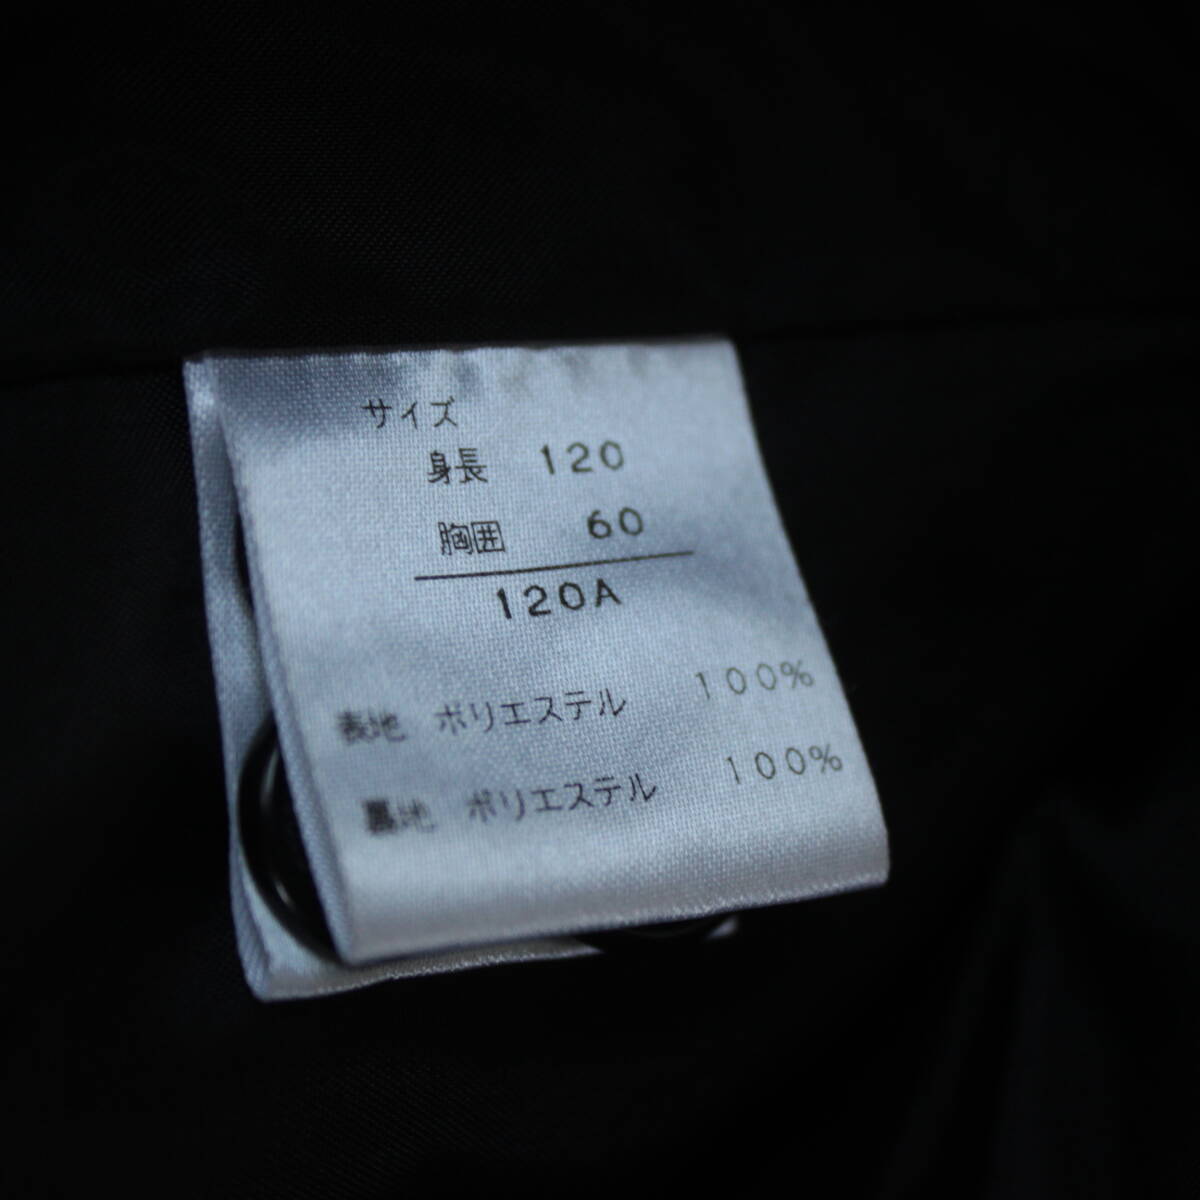 サイズ
身長 120
胸囲 60
120A
表地 ポリエステル 100%
裏地 ポリエステル 100%